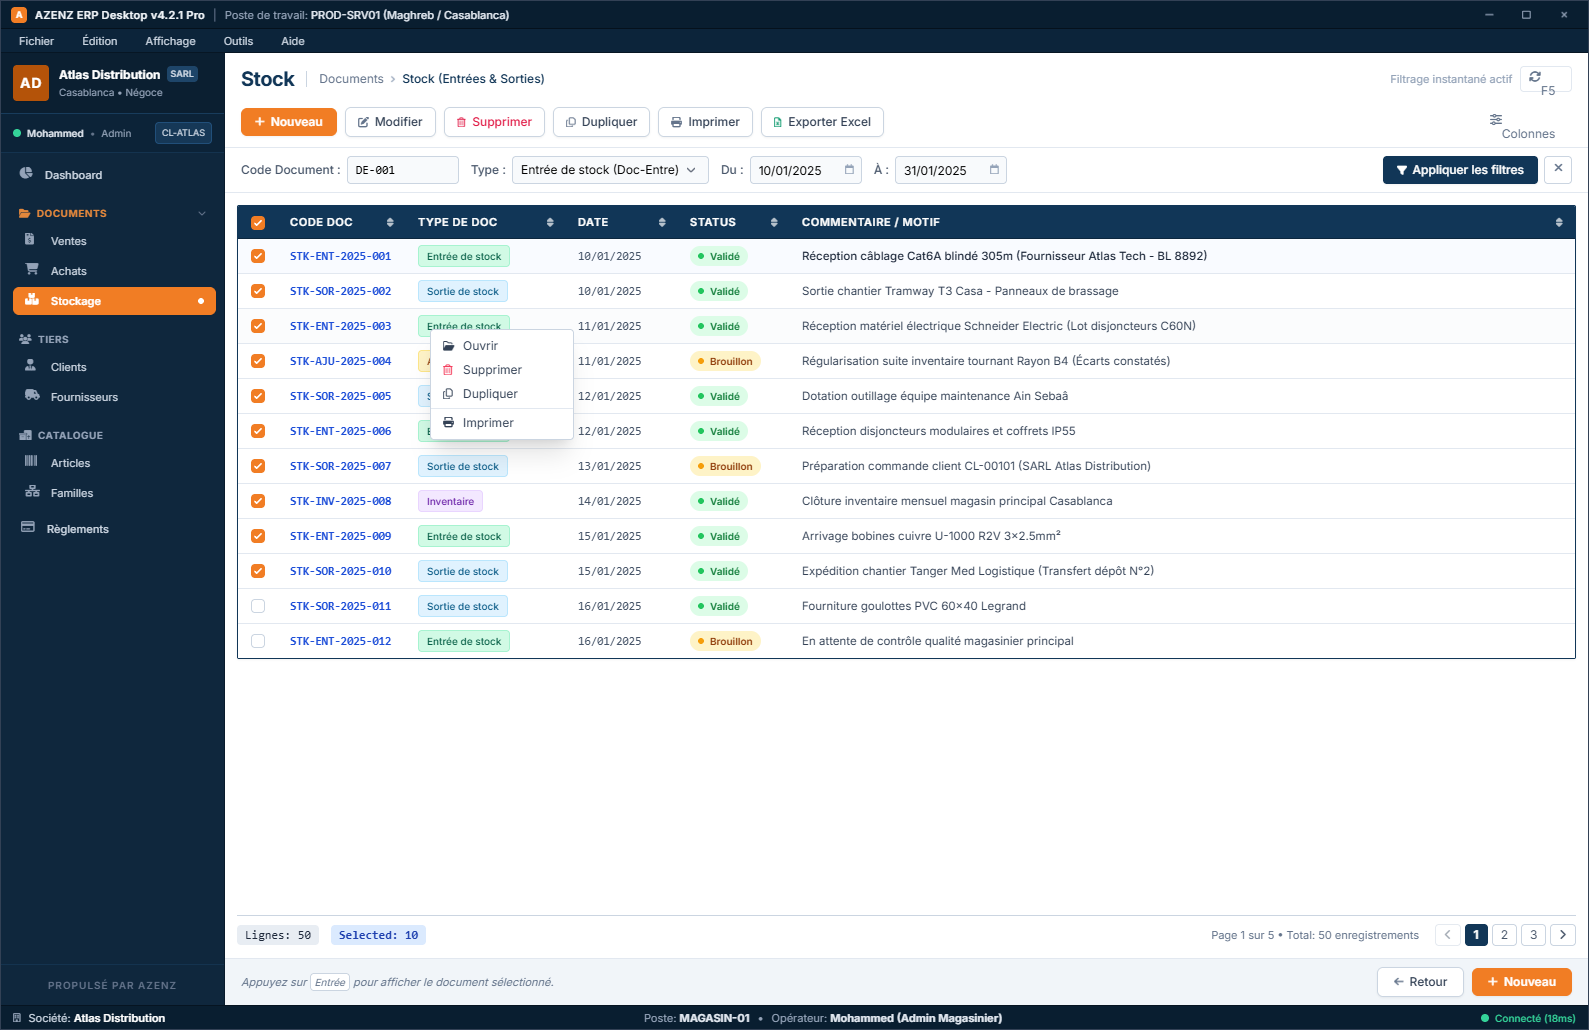 A AZENZ ERP Desktop v4.2.1 Pro | Poste de travail: PROD-SRV01 (Maghreb / Casablanca)
Fichier Édition Affichage Outils Aide
AD Atlas Distribution SARL
Casablanca • Négoce
Mohammed • Admin CL-ATLAS
Dashboard
DOCUMENTS
Ventes
Achats
Stockage
TIERS
Clients
Fournisseurs
CATALOGUE
Articles
Familles
Règlements
PROPULSÉ PAR AZENZ
Stock Documents › Stock (Entrées & Sorties) Filtrage instantané actif F5
+ Nouveau Modifier Supprimer Dupliquer Imprimer Exporter Excel Colonnes
Code Document : DE-001 Type : Entrée de stock (Doc-Entre) Du : 10/01/2025 À : 31/01/2025 Appliquer les filtres ×
CODE DOC TYPE DE DOC DATE STATUS COMMENTAIRE / MOTIF
STK-ENT-2025-001 Entrée de stock 10/01/2025 Validé Réception câblage Cat6A blindé 305m (Fournisseur Atlas Tech - BL 8892)
STK-SOR-2025-002 Sortie de stock 10/01/2025 Validé Sortie chantier Tramway T3 Casa - Panneaux de brassage
STK-ENT-2025-003 Entrée de stock 11/01/2025 Validé Réception matériel électrique Schneider Electric (Lot disjoncteurs C60N)
STK-AJU-2025-004 11/01/2025 Brouillon Régularisation suite inventaire tournant Rayon B4 (Écarts constatés)
STK-SOR-2025-005 12/01/2025 Validé Dotation outillage équipe maintenance Ain Sebaâ
STK-ENT-2025-006 12/01/2025 Validé Réception disjoncteurs modulaires et coffrets IP55
STK-SOR-2025-007 Sortie de stock 13/01/2025 Brouillon Préparation commande client CL-00101 (SARL Atlas Distribution)
STK-INV-2025-008 Inventaire 14/01/2025 Validé Clôture inventaire mensuel magasin principal Casablanca
STK-ENT-2025-009 Entrée de stock 15/01/2025 Validé Arrivage bobines cuivre U-1000 R2V 3×2.5mm²
STK-SOR-2025-010 Sortie de stock 15/01/2025 Validé Expédition chantier Tanger Med Logistique (Transfert dépôt N°2)
STK-SOR-2025-011 Sortie de stock 16/01/2025 Validé Fourniture goulottes PVC 60×40 Legrand
STK-ENT-2025-012 Entrée de stock 16/01/2025 Brouillon En attente de contrôle qualité magasinier principal
Ouvrir
Supprimer
Dupliquer
Imprimer
Lignes: 50 Selected: 10 Page 1 sur 5 • Total: 50 enregistrements 1 2 3
Appuyez sur Entrée pour afficher le document sélectionné. ← Retour + Nouveau
Société: Atlas Distribution Poste: MAGASIN-01 • Opérateur: Mohammed (Admin Magasinier) Connecté (18ms)